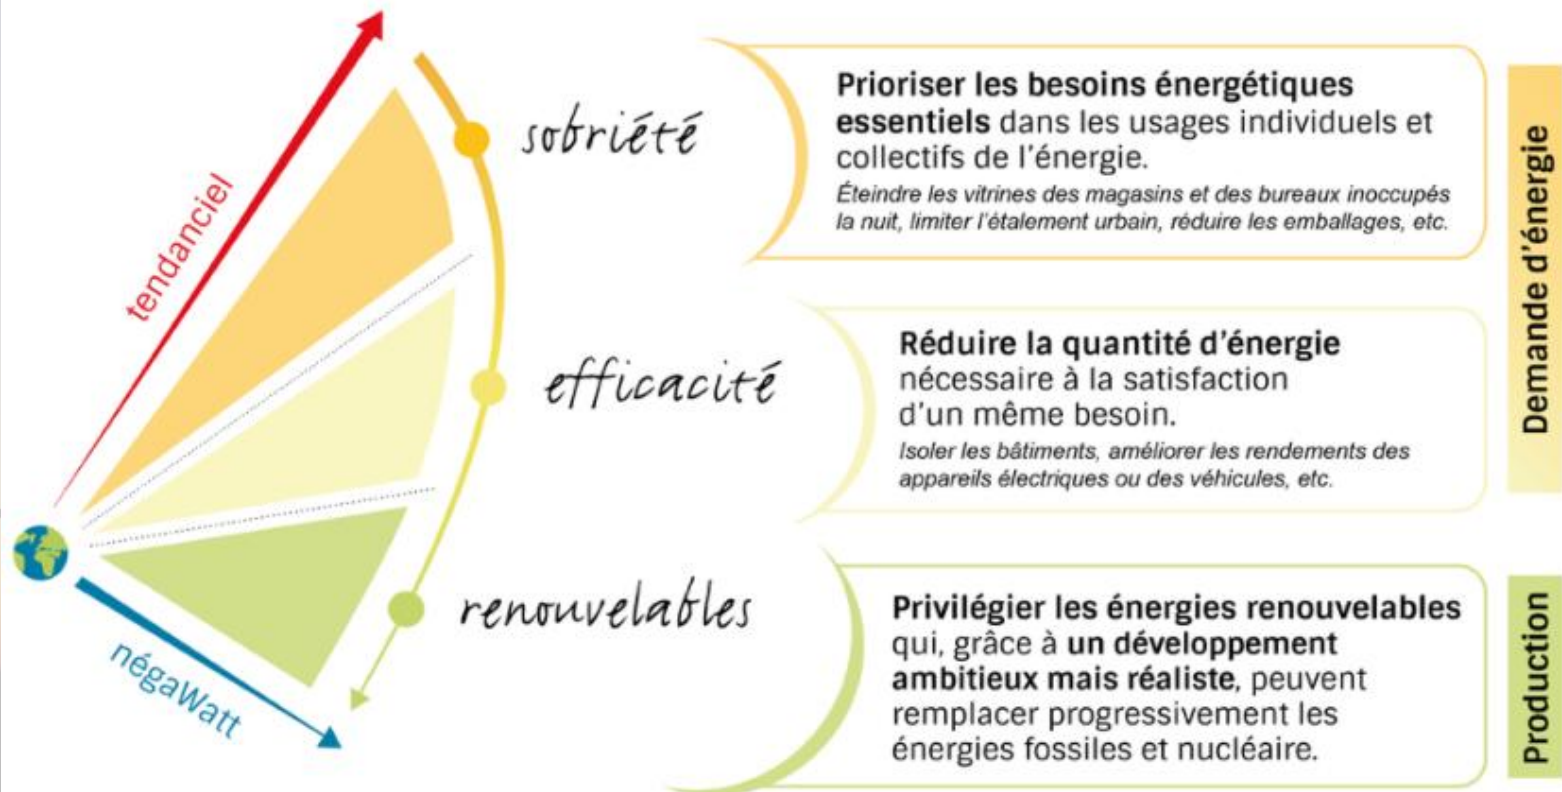 tendanciel
négaWatt
sobriété
Prioriser les besoins énergétiques
essentiels dans les usages individuels et
collectifs de l'énergie.
Éteindre les vitrines des magasins et des bureaux inoccupés
la nuit, limiter l'étalement urbain, réduire les emballages, etc.
efficacité
Réduire la quantité d'énergie
nécessaire à la satisfaction
d'un même besoin.
Isoler les bâtiments, améliorer les rendements des
appareils électriques ou des véhicules, etc.
Demande d'énergie
renouvelables
Privilégier les énergies renouvelables
qui, grâce à un développement
ambitieux mais réaliste, peuvent
remplacer progressivement les
énergies fossiles et nucléaire.
Production